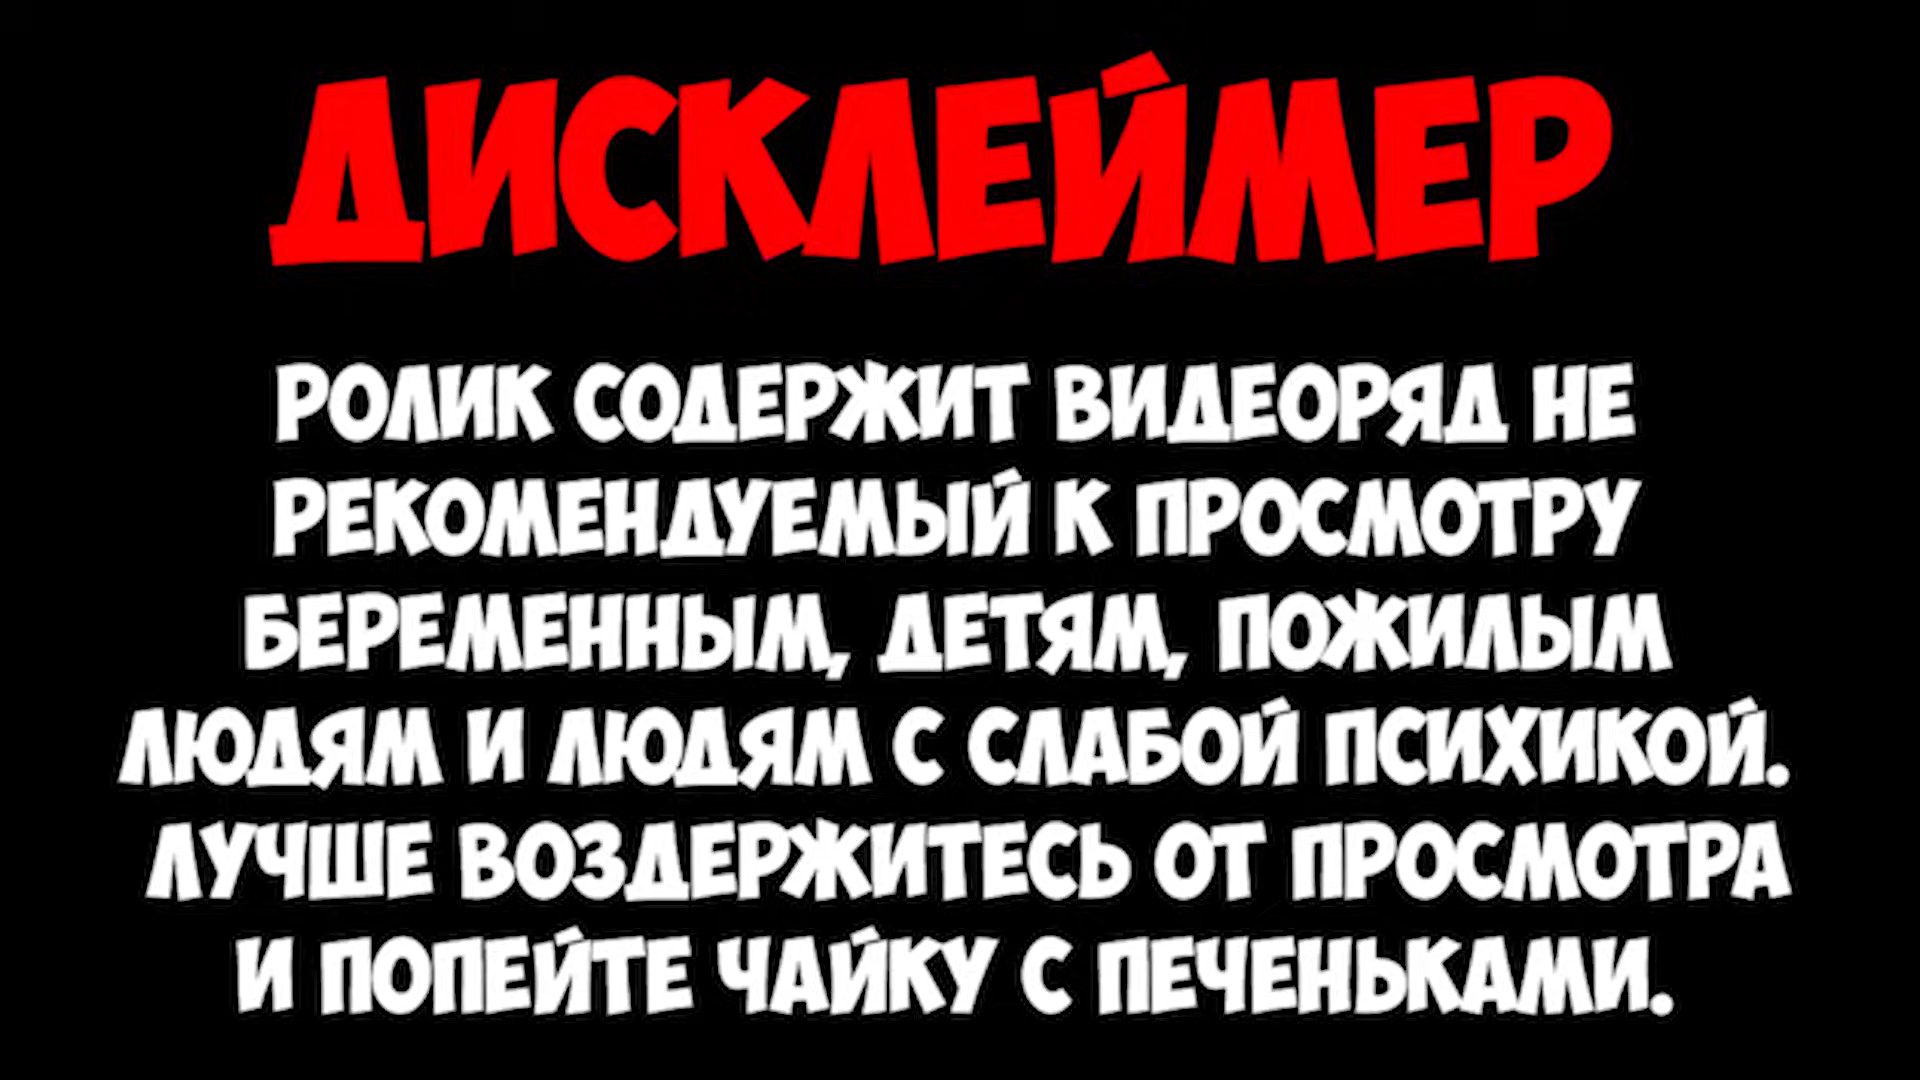 ДИСКЛЕЙМЕР
РОЛИК СОДЕРЖИТ ВИДЕОРЯД НЕ
РЕКОМЕНДУЕМЫЙ К ПРОСМОТРУ
БЕРЕМЕННЫМ, ДЕТЯМ, ПОЖИЛЫМ
ЛЮДЯМ И ЛЮДЯМ С СЛАБОЙ ПСИХИКОЙ.
ЛУЧШЕ ВОЗДЕРЖИТЕСЬ ОТ ПРОСМОТРА
И ПОПЕЙТЕ ЧАЙКУ С ПЕЧЕНЬКАМИ.